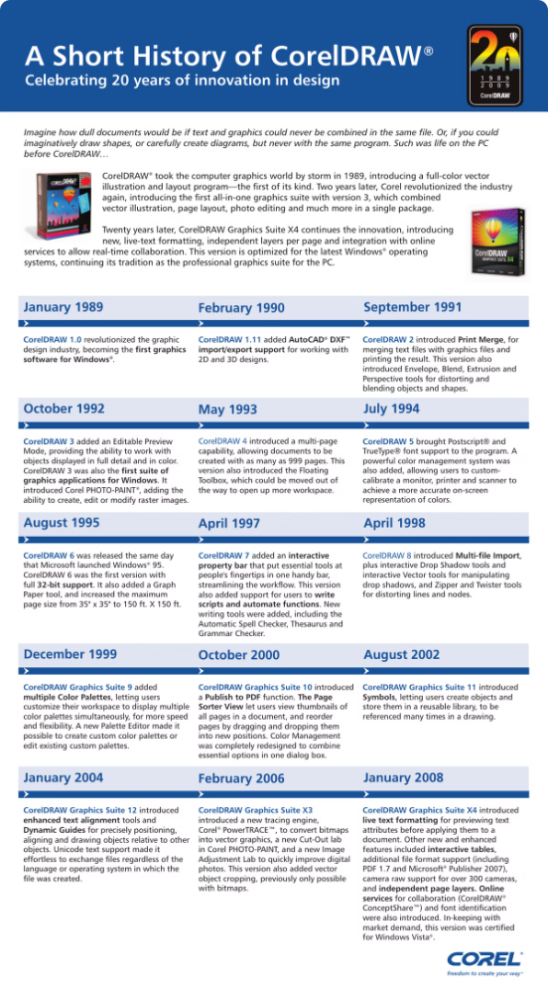 A Short History of CorelDRAW®
Celebrating 20 years of innovation in design
20
1 9 8 9
2 0 0 9
CorelDRAW
Imagine how dull documents would be if text and graphics could never be combined in the same file. Or, if you could
imaginatively draw shapes, or carefully create diagrams, but never with the same program. Such was life on the PC
before CorelDRAW…
CorelDRAW® took the computer graphics world by storm in 1989, introducing a full-color vector
illustration and layout program—the first of its kind. Two years later, Corel revolutionized the industry
again, introducing the first all-in-one graphics suite with version 3, which combined
vector illustration, page layout, photo editing and much more in a single package.
Twenty years later, CorelDRAW Graphics Suite X4 continues the innovation, introducing
new, live-text formatting, independent layers per page and integration with online
services to allow real-time collaboration. This version is optimized for the latest Windows® operating
systems, continuing its tradition as the professional graphics suite for the PC.
CorelDRAW
GRAPHICS SUITE X4
January 1989
CorelDRAW 1.0 revolutionized the graphic
design industry, becoming the first graphics
software for Windows®.
February 1990
CorelDRAW 1.11 added AutoCAD® DXF™
import/export support for working with
2D and 3D designs.
September 1991
CorelDRAW 2 introduced Print Merge, for
merging text files with graphics files and
printing the result. This version also
introduced Envelope, Blend, Extrusion and
Perspective tools for distorting and
blending objects and shapes.
October 1992
CorelDRAW 3 added an Editable Preview
Mode, providing the ability to work with
objects displayed in full detail and in color.
CorelDRAW 3 was also the first suite of
graphics applications for Windows. It
introduced Corel PHOTO-PAINT®, adding the
ability to create, edit or modify raster images.
May 1993
CorelDRAW 4 introduced a multi-page
capability, allowing documents to be
created with as many as 999 pages. This
version also introduced the Floating
Toolbox, which could be moved out of
the way to open up more workspace.
July 1994
CorelDRAW 5 brought Postscript® and
TrueType® font support to the program. A
powerful color management system was
also added, allowing users to custom-
calibrate a monitor, printer and scanner to
achieve a more accurate on-screen
representation of colors.
August 1995
CorelDRAW 6 was released the same day
that Microsoft launched Windows® 95.
CorelDRAW 6 was the first version with
full 32-bit support. It also added a Graph
Paper tool, and increased the maximum
page size from 35" x 35" to 150 ft. X 150 ft.
April 1997
CorelDRAW 7 added an interactive
property bar that put essential tools at
people's fingertips in one handy bar,
streamlining the workflow. This version
also added support for users to write
scripts and automate functions. New
writing tools were added, including the
Automatic Spell Checker, Thesaurus and
Grammar Checker.
April 1998
CorelDRAW 8 introduced Multi-file Import,
plus interactive Drop Shadow tools and
interactive Vector tools for manipulating
drop shadows, and Zipper and Twister tools
for distorting lines and nodes.
December 1999
CorelDRAW Graphics Suite 9 added
multiple Color Palettes, letting users
customize their workspace to display multiple
color palettes simultaneously, for more speed
and flexibility. A new Palette Editor made it
possible to create custom color palettes or
edit existing custom palettes.
October 2000
CorelDRAW Graphics Suite 10 introduced
a Publish to PDF function. The Page
Sorter View let users view thumbnails of
all pages in a document, and reorder
pages by dragging and dropping them
into new positions. Color Management
was completely redesigned to combine
essential options in one dialog box.
August 2002
CorelDRAW Graphics Suite 11 introduced
Symbols, letting users create objects and
store them in a reusable library, to be
referenced many times in a drawing.
January 2004
CorelDRAW Graphics Suite 12 introduced
enhanced text alignment tools and
Dynamic Guides for precisely positioning,
aligning and drawing objects relative to other
objects. Unicode text support made it
effortless to exchange files regardless of the
language or operating system in which the
file was created.
February 2006
CorelDRAW Graphics Suite X3
introduced a new tracing engine,
Corel® PowerTRACE™, to convert bitmaps
into vector graphics, a new Cut-Out lab
in Corel PHOTO-PAINT, and a new Image
Adjustment Lab to quickly improve digital
photos. This version also added vector
object cropping, previously only possible
with bitmaps.
January 2008
CorelDRAW Graphics Suite X4 introduced
live text formatting for previewing text
attributes before applying them to a
document. Other new and enhanced
features included interactive tables,
additional file format support (including
PDF 1.7 and Microsoft® Publisher 2007),
camera raw support for over 300 cameras,
and independent page layers. Online
services for collaboration (CorelDRAW®
ConceptShare™) and font identification
were also introduced. In-keeping with
market demand, this version was certified
for Windows Vista®.
COREL®
freedom to create your way™